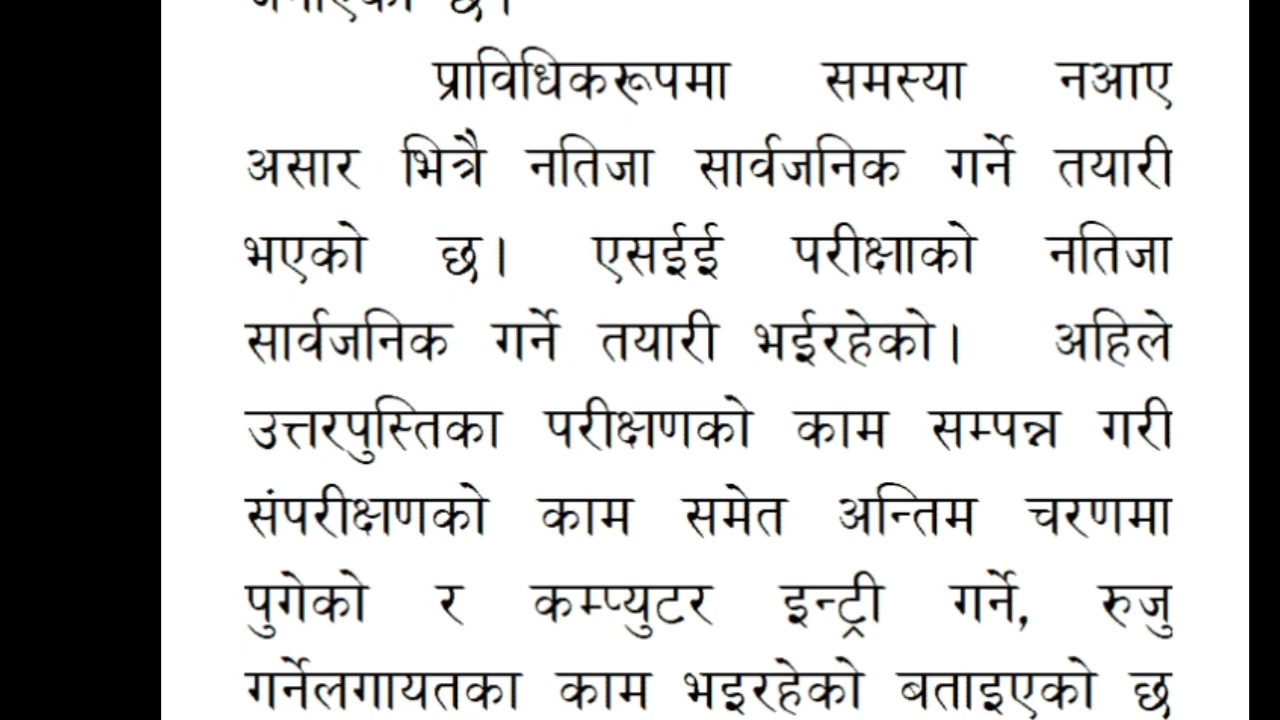 छ।
प्राविधिकरूपमा समस्या नआए
असार भित्रै नतिजा सार्वजनिक गर्ने तयारी
भएको छ। एसईई परीक्षाको नतिजा
सार्वजनिक गर्ने तयारी भईरहेको। अहिले
उत्तरपुस्तिका परीक्षणको काम सम्पन्न गरी
संपरीक्षणको काम समेत अन्तिम चरणमा
पुगेको र कम्प्युटर इन्ट्री गर्ने, रुजु
गर्नेलगायतका काम भइरहेको बताइएको छ